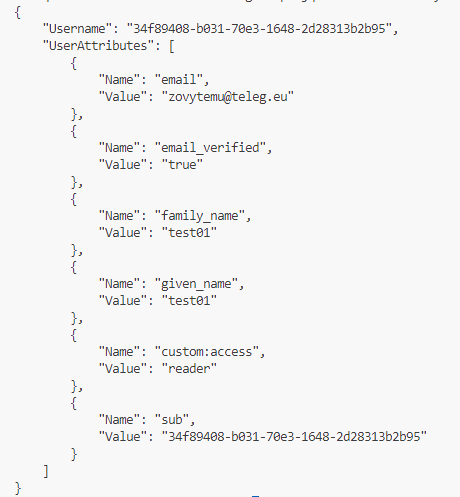 {
    "Username": "34f89408-b031-70e3-1648-2d28313b2b95",
    "UserAttributes": [
        {
            "Name": "email",
            "Value": "zovytemu@teleg.eu"
        },
        {
            "Name": "email_verified",
            "Value": "true"
        },
        {
            "Name": "family_name",
            "Value": "test01"
        },
        {
            "Name": "given_name",
            "Value": "test01"
        },
        {
            "Name": "custom:access",
            "Value": "reader"
        },
        {
            "Name": "sub",
            "Value": "34f89408-b031-70e3-1648-2d28313b2b95"
        }
    ]
}